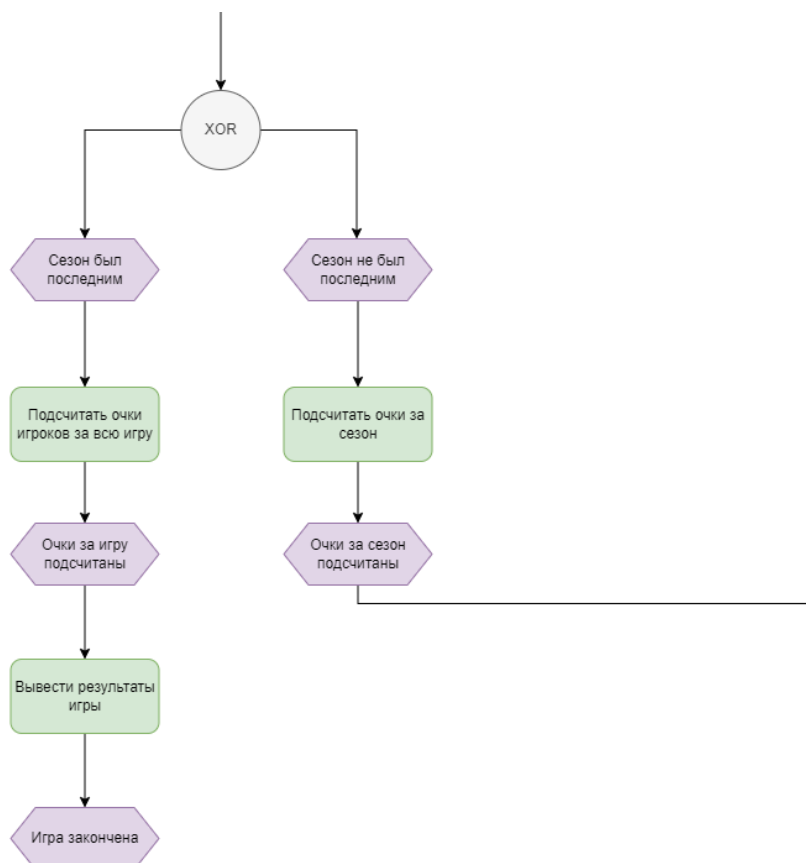 XOR
Сезон был
последним
Сезон не был
последним
Подсчитать очки
игроков за всю игру
Подсчитать очки за
сезон
Очки за игру
подсчитаны
Очки за сезон
подсчитаны
Вывести результаты
игры
Игра закончена